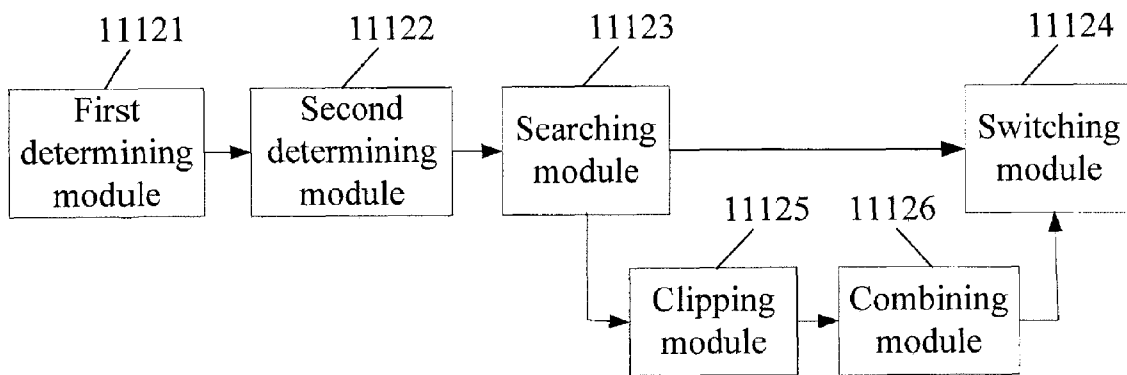 11121
11122
11123
11124
First
determining
module
Second
determining
module
Searching
module
Switching
module
11125
11126
Clipping
module
Combining
module